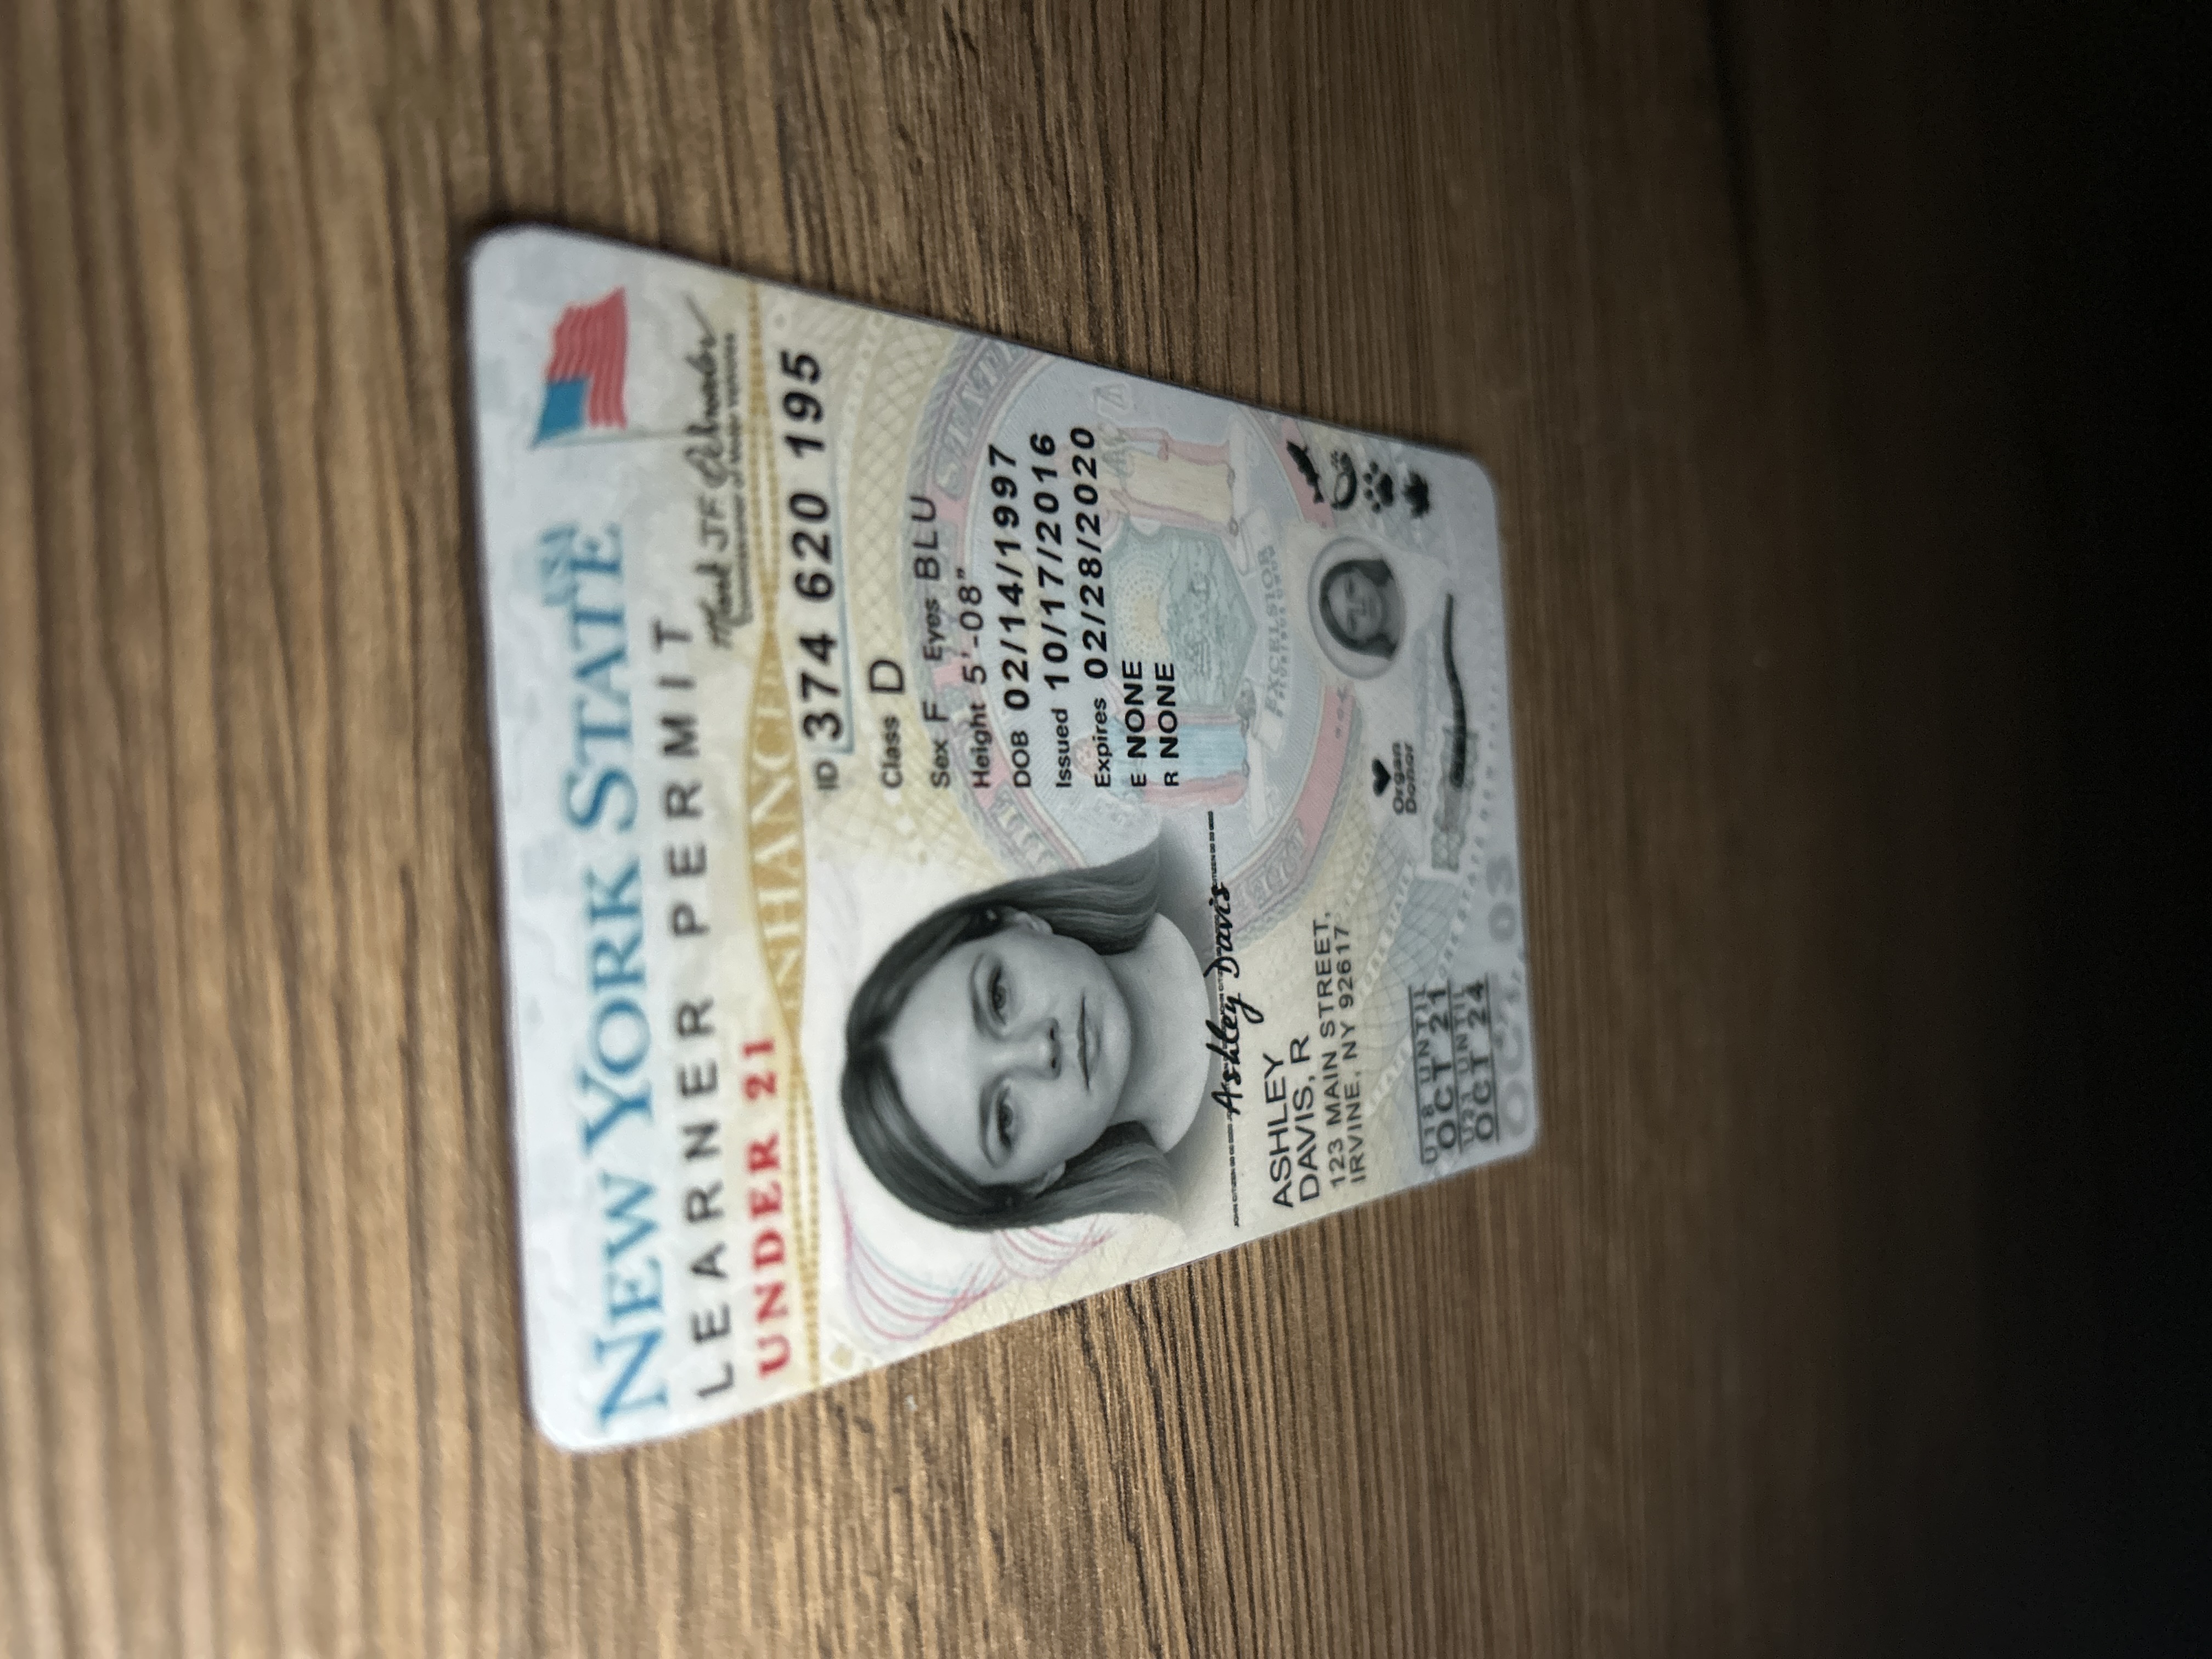 NEW YORK STATE
USA
LEARNER PERMIT
UNDER 21
ENHANCED
Commissioner of Motor Vehicles
ID 374 620 195
Class D
Sex F Eyes BLU
Height 5'-08"
DOB 02/14/1997
Issued 10/17/2016
Expires 02/28/2020
E NONE
R NONE
Ashley Davis
ASHLEY
DAVIS, R
123 MAIN STREET,
IRVINE, NY 92617
EXCELSIOR
Organ
Donor
U18 UNTIL
OCT 21
U21 UNTIL
OCT 24
OCT 03